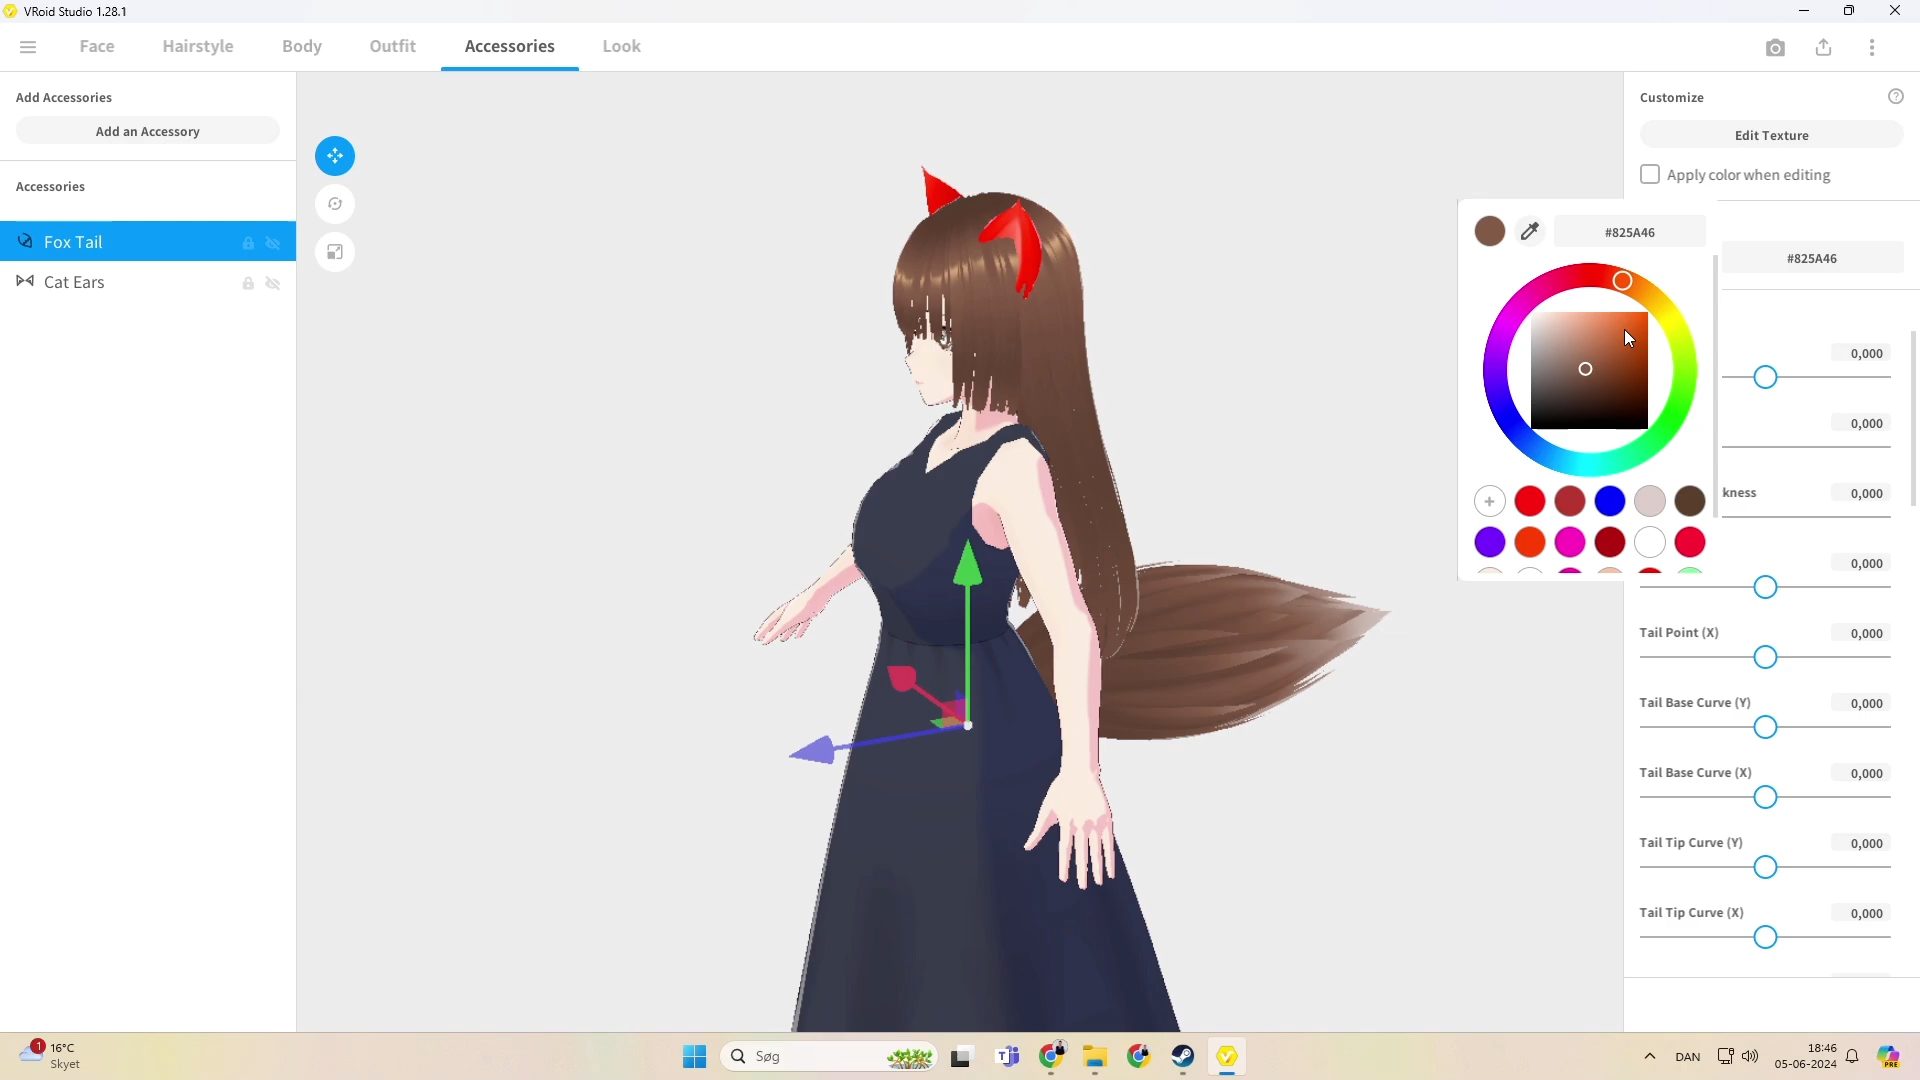 VRoid Studio 1.28.1
Face Hairstyle Body Outfit Accessories Look
Add Accessories
Add an Accessory
Accessories
Fox Tail
Cat Ears
Customize
?
Edit Texture
Apply color when editing
#825A46
#825A46
0,000
0,000
kness 0,000
0,000
Tail Point (X) 0,000
Tail Base Curve (Y) 0,000
Tail Base Curve (X) 0,000
Tail Tip Curve (Y) 0,000
Tail Tip Curve (X) 0,000
1
16°C
Skyet
Søg
T
DAN
18:46
05-06-2024
PRE